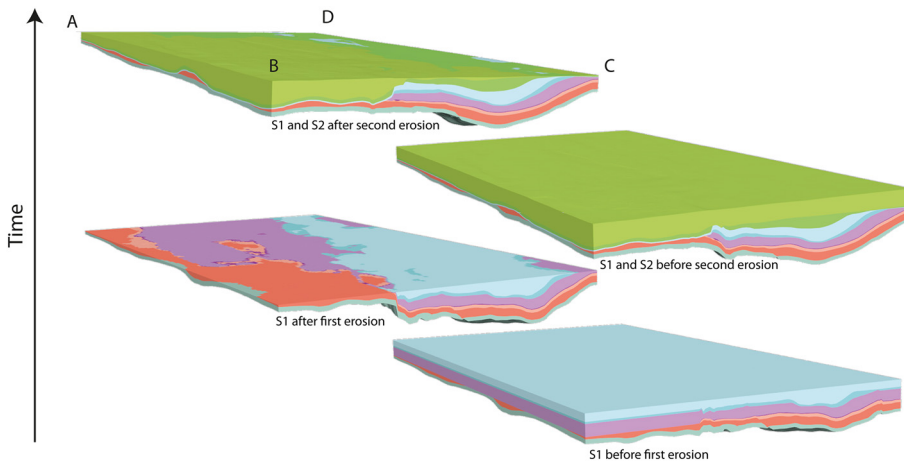 A
D
B
C
S1 and S2 after second erosion
S1 and S2 before second erosion
Time
S1 after first erosion
S1 before first erosion